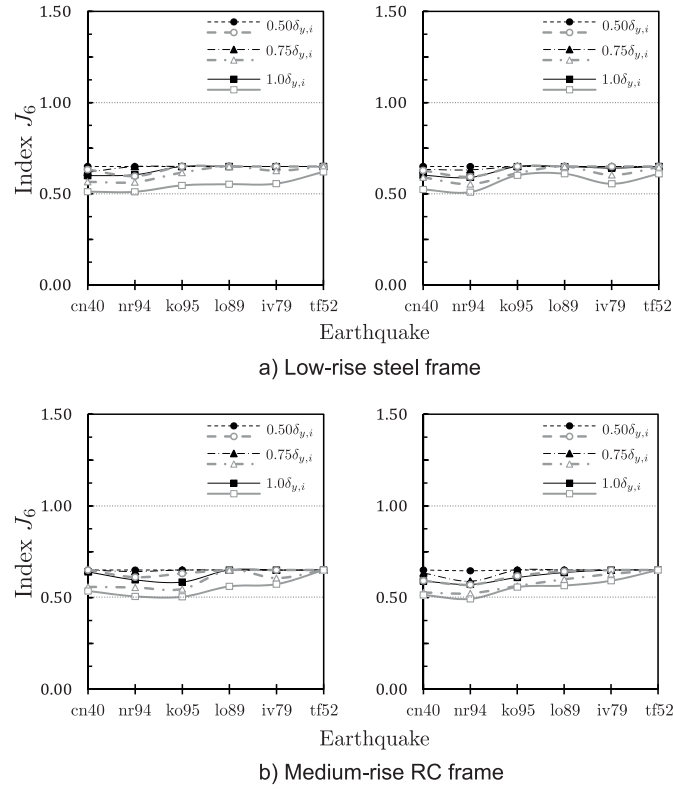 1.50
1.00
0.50
0.00
Index J6
0.50δy,i
0.75δy,i
1.0δy,i
cn40 nr94 ko95 lo89 iv79 tf52
Earthquake
1.50
1.00
0.50
0.00
0.50δy,i
0.75δy,i
1.0δy,i
cn40 nr94 ko95 lo89 iv79 tf52
Earthquake
a) Low-rise steel frame
1.50
1.00
0.50
0.00
Index J6
0.50δy,i
0.75δy,i
1.0δy,i
cn40 nr94 ko95 lo89 iv79 tf52
Earthquake
1.50
1.00
0.50
0.00
0.50δy,i
0.75δy,i
1.0δy,i
cn40 nr94 ko95 lo89 iv79 tf52
Earthquake
b) Medium-rise RC frame